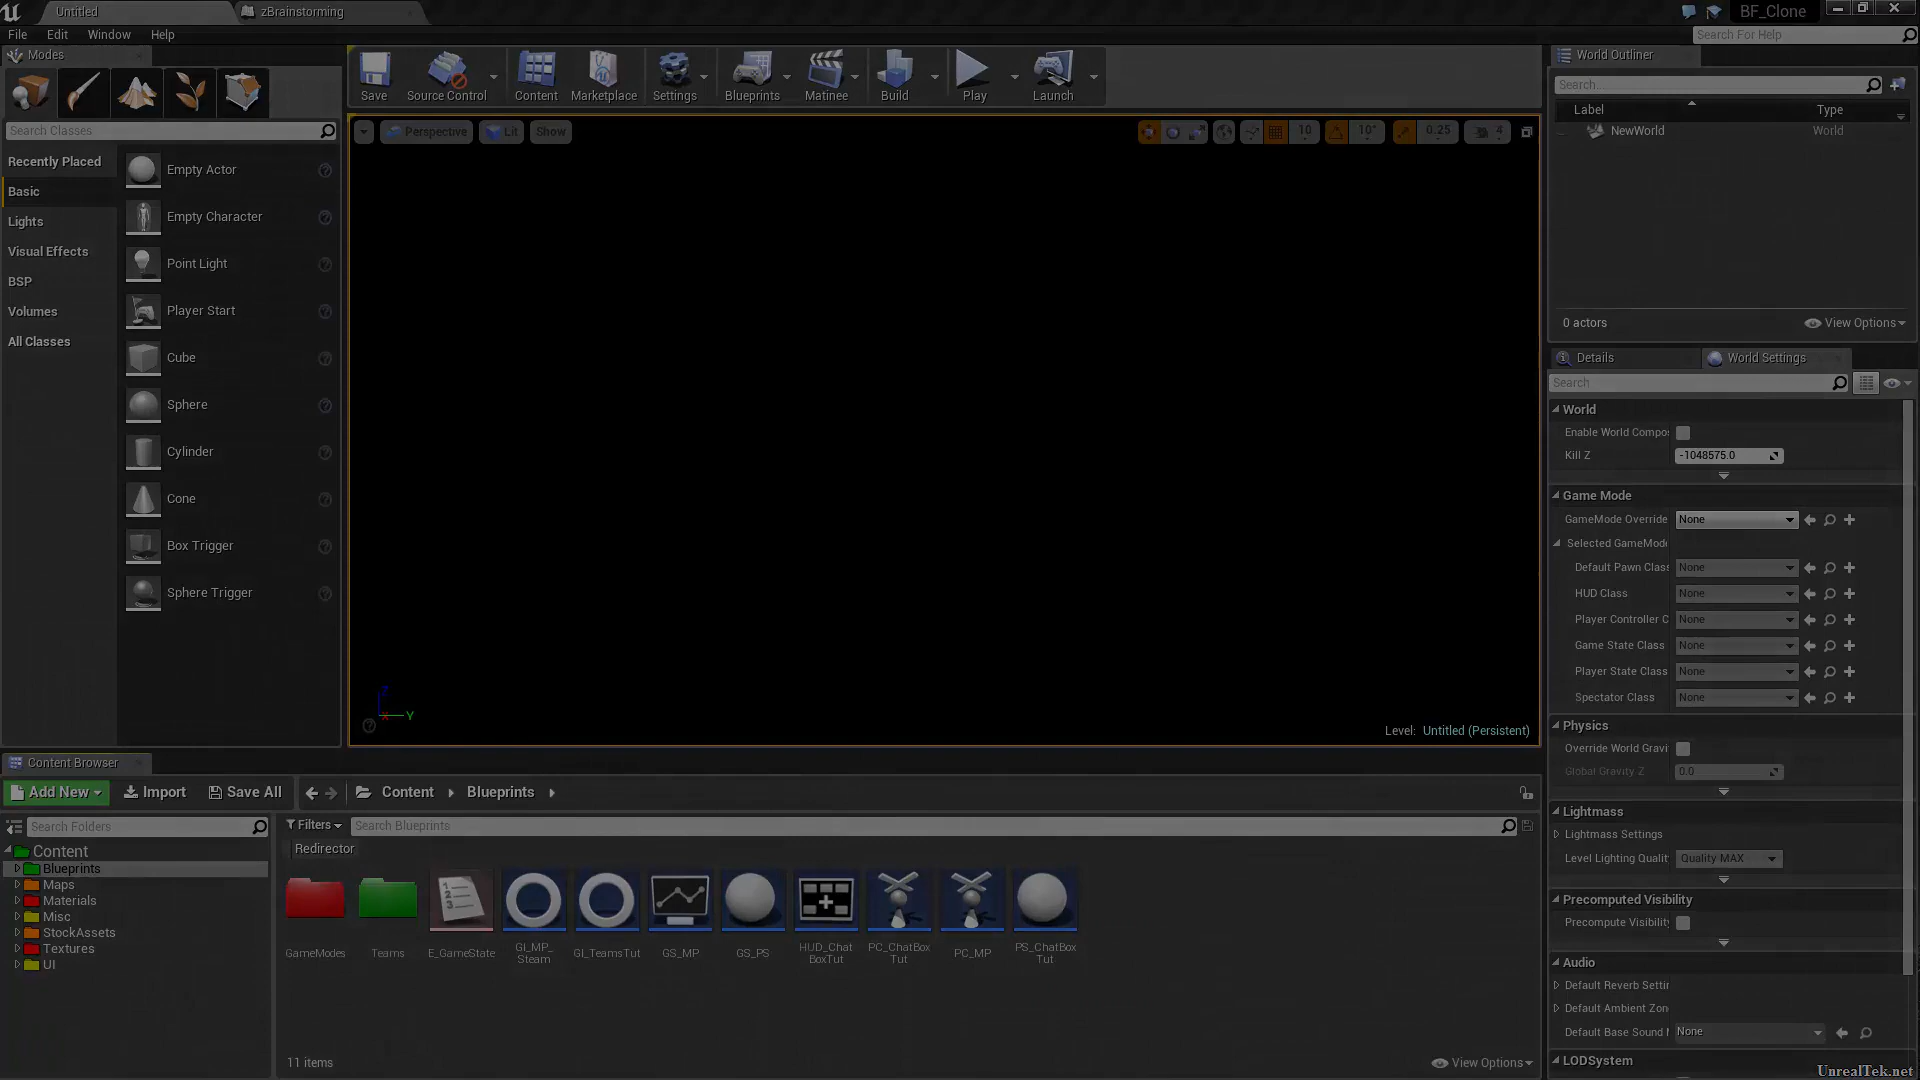 Untitled
zBrainstorming
BF_Clone
File Edit Window Help
Search For Help
Modes
Save
Source Control
Content
Marketplace
Settings
Blueprints
Matinee
Build
Play
Launch
World Outliner
Search...
Label
Type
NewWorld
World
0 actors
View Options
Search Classes
Recently Placed
Basic
Lights
Visual Effects
BSP
Volumes
All Classes
Empty Actor
Empty Character
Point Light
Player Start
Cube
Sphere
Cylinder
Cone
Box Trigger
Sphere Trigger
Perspective
Lit
Show
10
10°
0.25
4
Z
X
Y
Level: Untitled (Persistent)
Details
World Settings
Search
World
Enable World Compos
Kill Z
-1048575.0
Game Mode
GameMode Override
None
Selected GameMode
Default Pawn Class
None
HUD Class
None
Player Controller C
None
Game State Class
None
Player State Class
None
Spectator Class
None
Physics
Override World Gravi
Global Gravity Z
0.0
Lightmass
Lightmass Settings
Level Lighting Qualit
Quality MAX
Precomputed Visibility
Precompute Visibility
Audio
Default Reverb Settin
Default Ambient Zon
Default Base Sound M
None
LODSystem
Content Browser
Add New
Import
Save All
Content
Blueprints
Search Folders
Content
Blueprints
Maps
Materials
Misc
StockAssets
Textures
UI
Filters
Search Blueprints
Redirector
GameModes
Teams
E_GameState
GI_MP_
Steam
GI_TeamsTut
GS_MP
GS_PS
HUD_Chat
BoxTut
PC_ChatBox
Tut
PC_MP
PS_ChatBox
Tut
11 items
View Options
UnrealTek.net